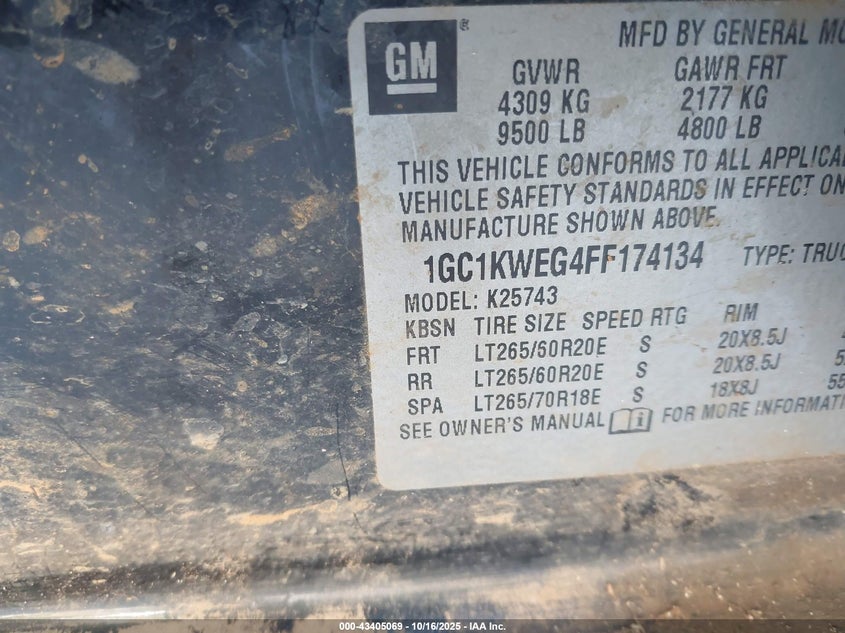 GM ®
MFD BY GENERAL
GVWR GAWR FRT
4309 KG 2177 KG
9500 LB 4800 LB
THIS VEHICLE CONFORMS TO ALL
VEHICLE SAFETY STANDARDS IN EFFECT ON
MANUFACTURE SHOWN ABOVE.
1GC1KWEG4FF174134 TYPE:
MODEL: K25743
KBSN TIRE SIZE SPEED RTG RIM
FRT LT265/60R20E S 20X8.5J
RR LT265/60R20E S 20X8.5J
SPA LT265/70R18E S 18X8J
SEE OWNER'S MANUAL i FOR MORE
000-43405069 - 10/16/2025 - IAA Inc.